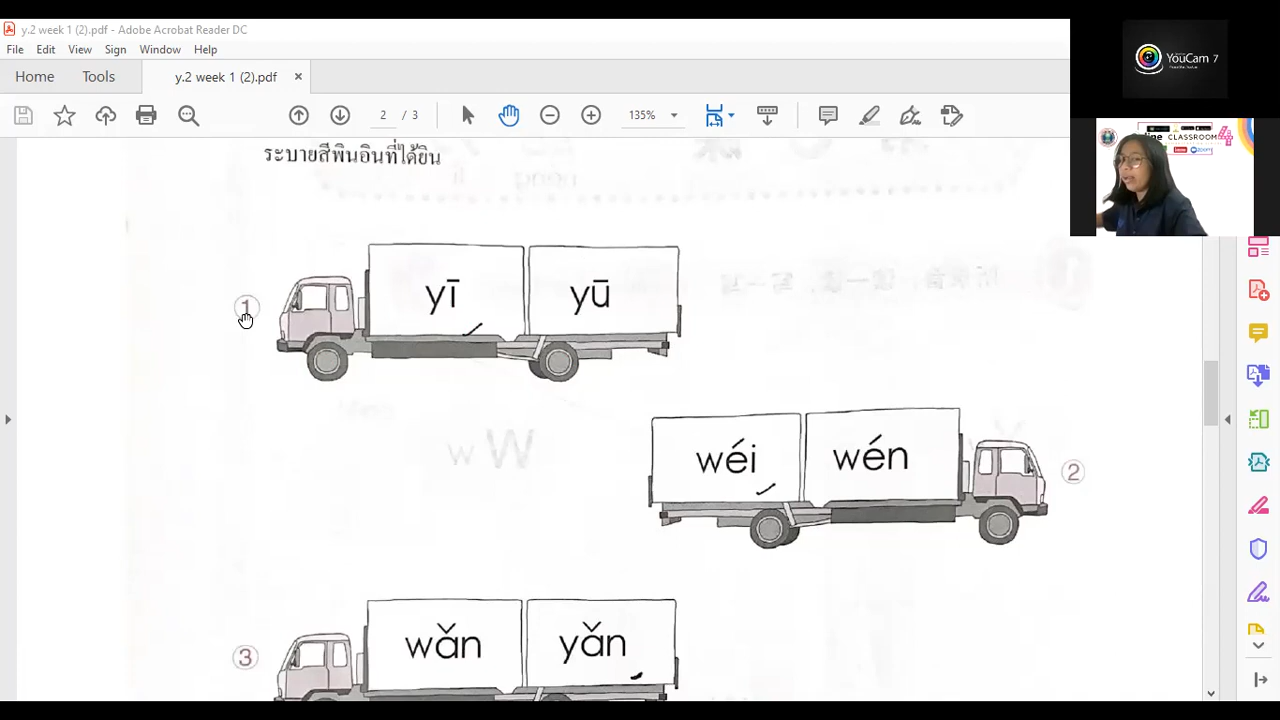 y.2 week 1 (2).pdf - Adobe Acrobat Reader DC
File Edit View Sign Window Help
Home Tools y.2 week 1 (2).pdf ×
2 / 3 135%
YouCam 7
CLASSROOM 4
ระบายสีพินอินที่ได้ยิน
1 yī yū
wéi wén 2
w W
3 wǎn yǎn